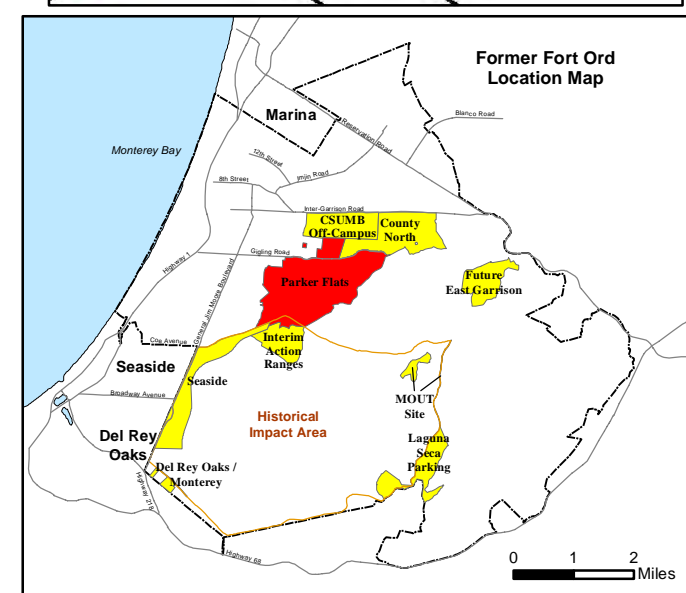 Former Fort Ord
Location Map
Marina
Blanco Road
Reservation Road
Monterey Bay
12th Street
Imjin Road
8th Street
Inter-Garrison Road
CSUMB
Off-Campus
County
North
Gigling Road
Highway 1
General Jim Moore Boulevard
Parker Flats
Future
East Garrison
Coe Avenue
Interim
Action
Ranges
Seaside
Seaside
Broadway Avenue
MOUT
Site
Historical
Impact Area
Del Rey
Oaks
Laguna
Seca
Parking
Del Rey Oaks /
Monterey
Highway 218
Highway 68
0 1 2
Miles